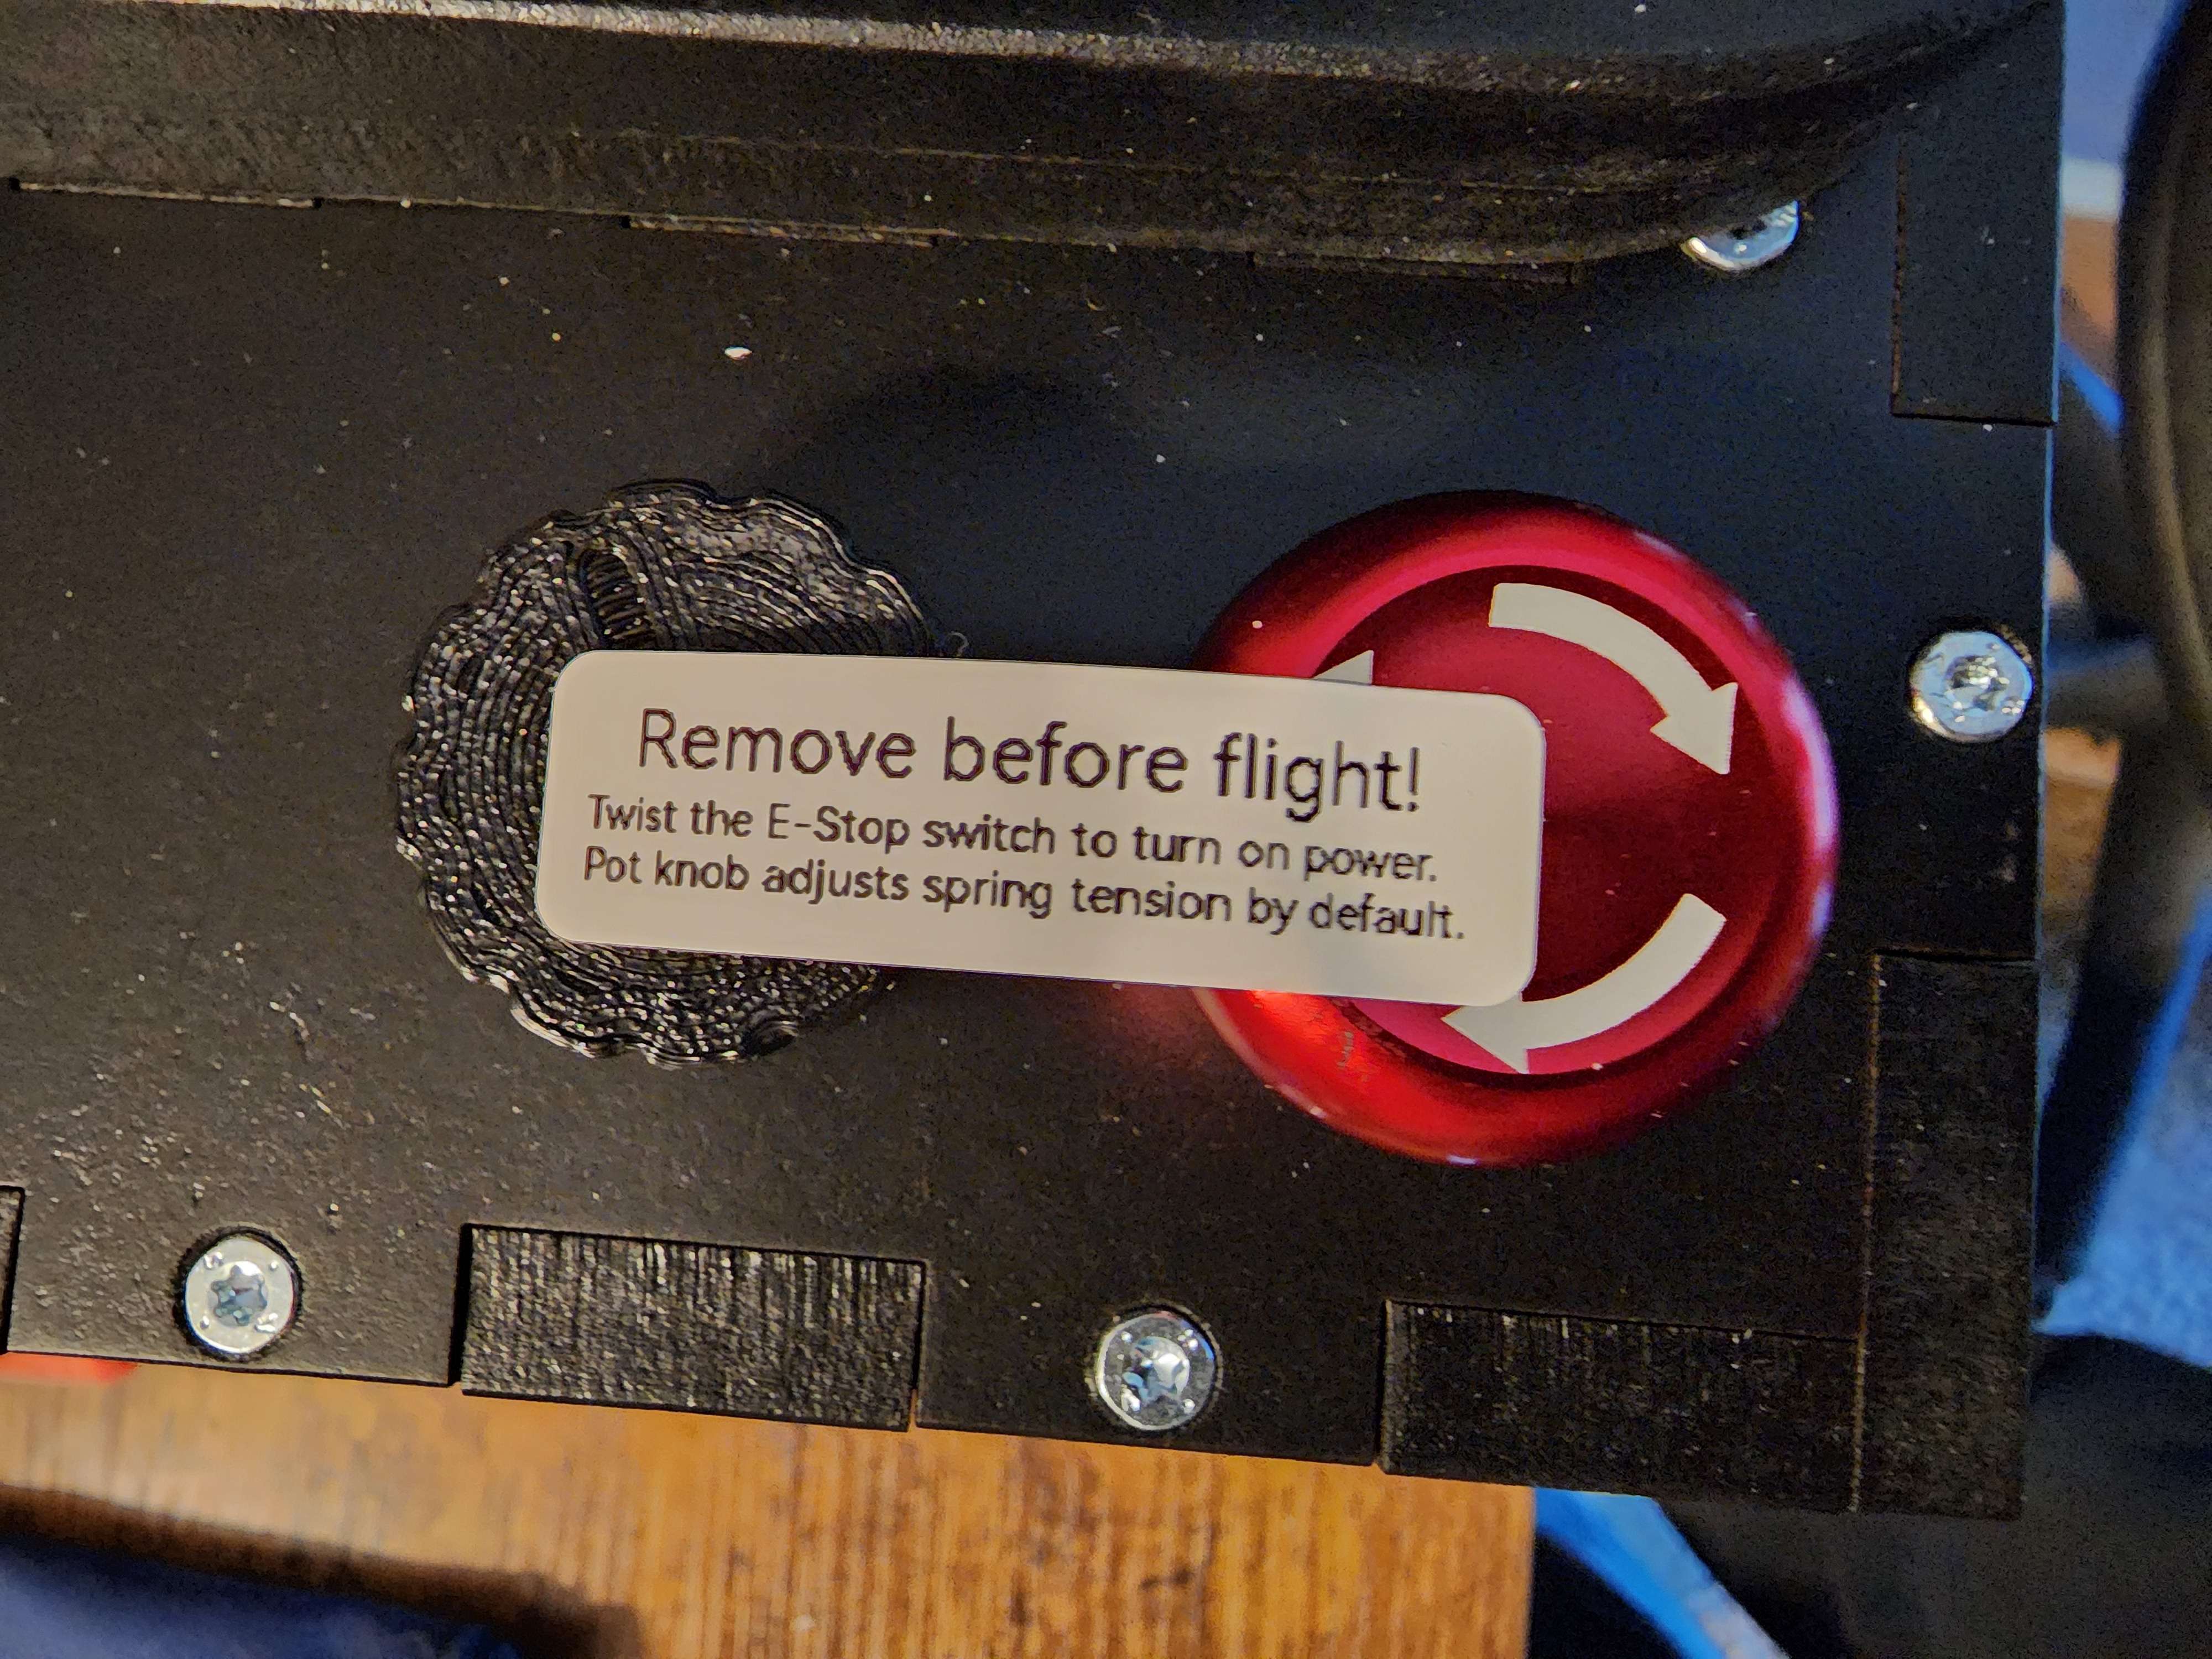 Remove before flight!
Twist the E-Stop switch to turn on power.
Pot knob adjusts spring tension by default.